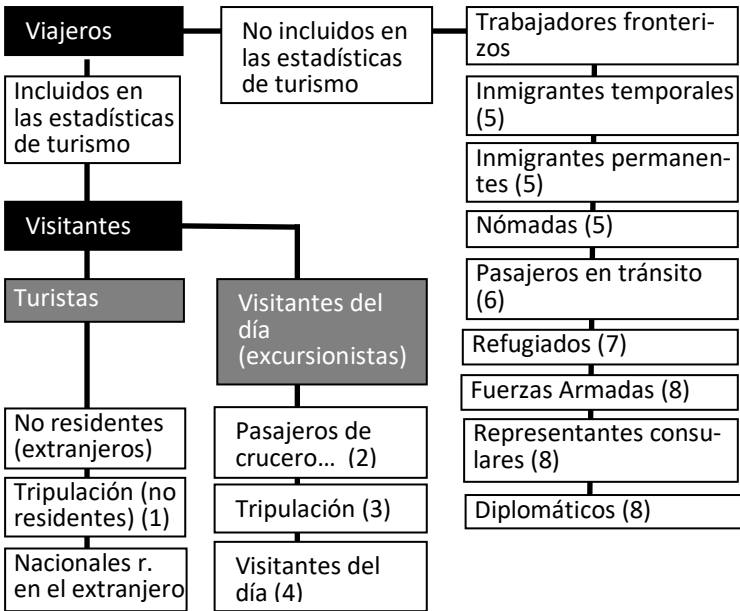 Viajeros
No incluidos en
las estadísticas
de turismo
Trabajadores fronteri-
zos
Incluidos en
las estadísticas
de turismo
Inmigrantes temporales
(5)
Inmigrantes permanen-
tes (5)
Visitantes
Nómadas (5)
Turistas
Visitantes del
día
(excursionistas)
Pasajeros en tránsito
(6)
Refugiados (7)
Fuerzas Armadas (8)
No residentes
(extranjeros)
Pasajeros de
crucero... (2)
Representantes consu-
lares (8)
Tripulación (no
residentes) (1)
Tripulación (3)
Diplomáticos (8)
Nacionales r.
en el extranjero
Visitantes del
día (4)